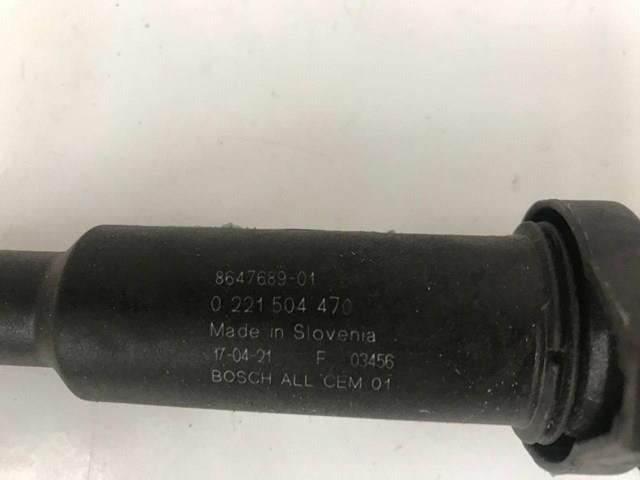 8647689-01
0 221 504 470
Made in Slovenia
17-04-21 F 03456
BOSCH ALL CEM 01